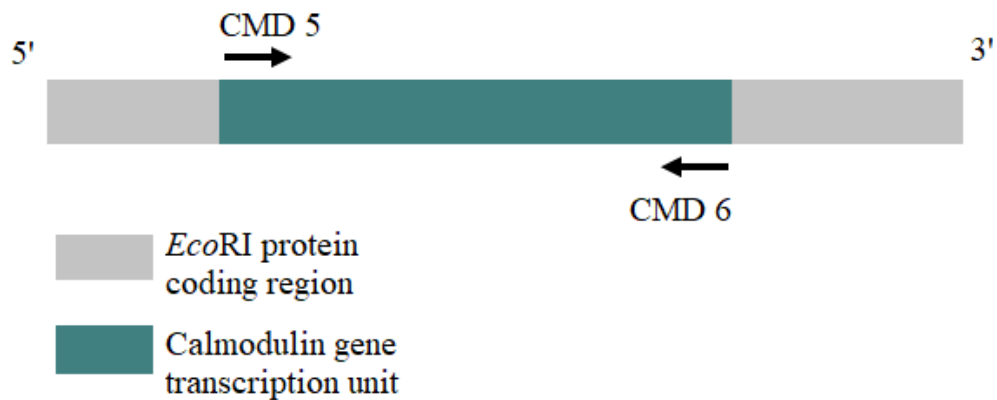 CMD 5
5'
3'
CMD 6
EcoRI protein
coding region
Calmodulin gene
transcription unit